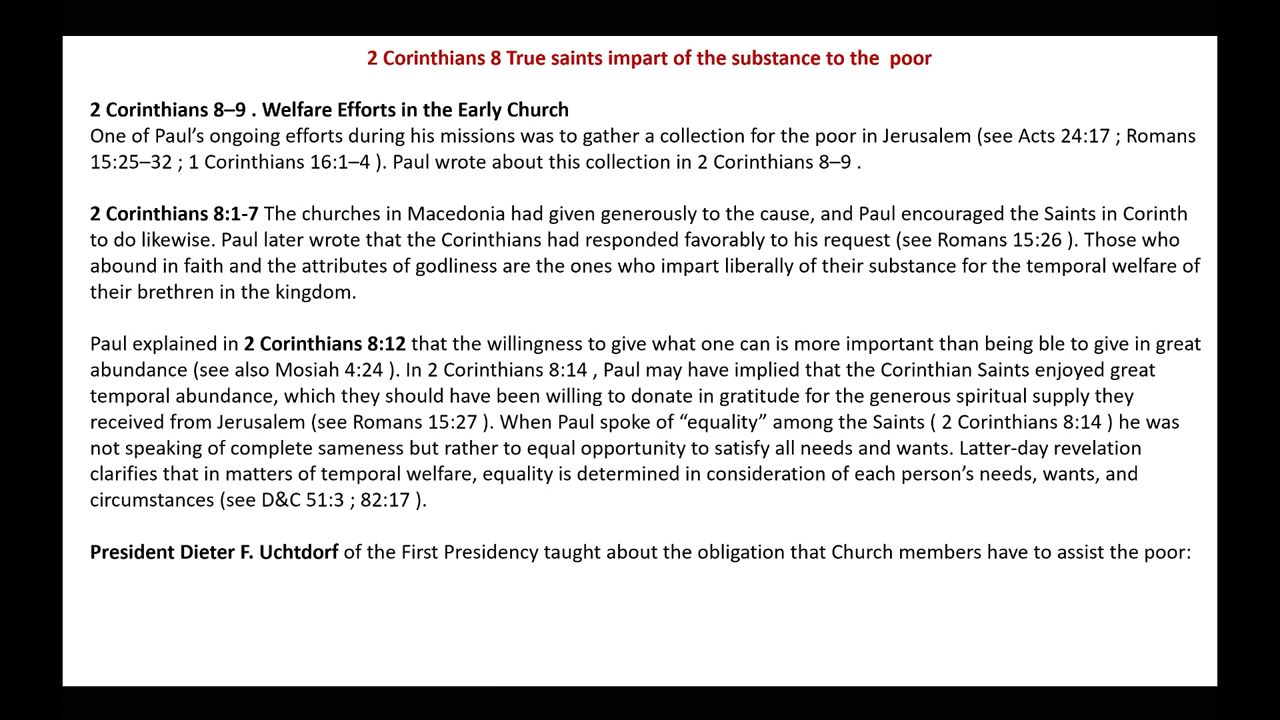 2 Corinthians 8 True saints impart of the substance to the  poor
2 Corinthians 8–9 . Welfare Efforts in the Early Church
One of Paul’s ongoing efforts during his missions was to gather a collection for the poor in Jerusalem (see Acts 24:17 ; Romans
15:25–32 ; 1 Corinthians 16:1–4 ). Paul wrote about this collection in 2 Corinthians 8–9 .
2 Corinthians 8:1-7 The churches in Macedonia had given generously to the cause, and Paul encouraged the Saints in Corinth
to do likewise. Paul later wrote that the Corinthians had responded favorably to his request (see Romans 15:26 ). Those who
abound in faith and the attributes of godliness are the ones who impart liberally of their substance for the temporal welfare of
their brethren in the kingdom.
Paul explained in 2 Corinthians 8:12 that the willingness to give what one can is more important than being ble to give in great
abundance (see also Mosiah 4:24 ). In 2 Corinthians 8:14 , Paul may have implied that the Corinthian Saints enjoyed great
temporal abundance, which they should have been willing to donate in gratitude for the generous spiritual supply they
received from Jerusalem (see Romans 15:27 ). When Paul spoke of “equality” among the Saints ( 2 Corinthians 8:14 ) he was
not speaking of complete sameness but rather to equal opportunity to satisfy all needs and wants. Latter-day revelation
clarifies that in matters of temporal welfare, equality is determined in consideration of each person’s needs, wants, and
circumstances (see D&C 51:3 ; 82:17 ).
President Dieter F. Uchtdorf of the First Presidency taught about the obligation that Church members have to assist the poor: